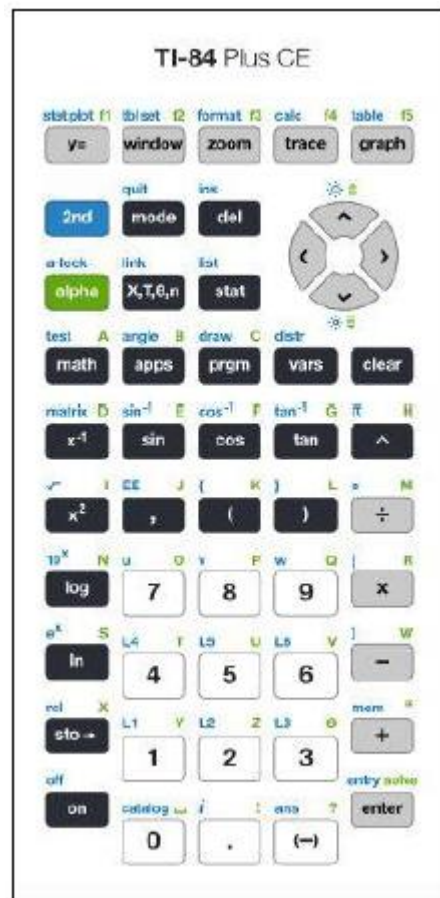 TI-84 Plus CE
stat plot f1 tblset f2 format f3 calc f4 table f5
y= window zoom trace graph
quit ins
2nd mode del
a-lock link list
alpha X,T,θ,n stat
test A angle B draw C distr
math apps prgm vars clear
matrix D sin⁻¹ E cos⁻¹ F tan⁻¹ G π H
x⁻¹ sin cos tan ^
√ I EE J { K } L e M
x² , ( ) ÷
10ˣ N u O v P w Q [ R
log 7 8 9 x
eˣ S L4 T L5 U L6 V ] W
ln 4 5 6 −
rcl X L1 Y L2 Z L3 θ mem "
sto→ 1 2 3 +
off catalog i : ans ? entry solve
on 0 . (−) enter